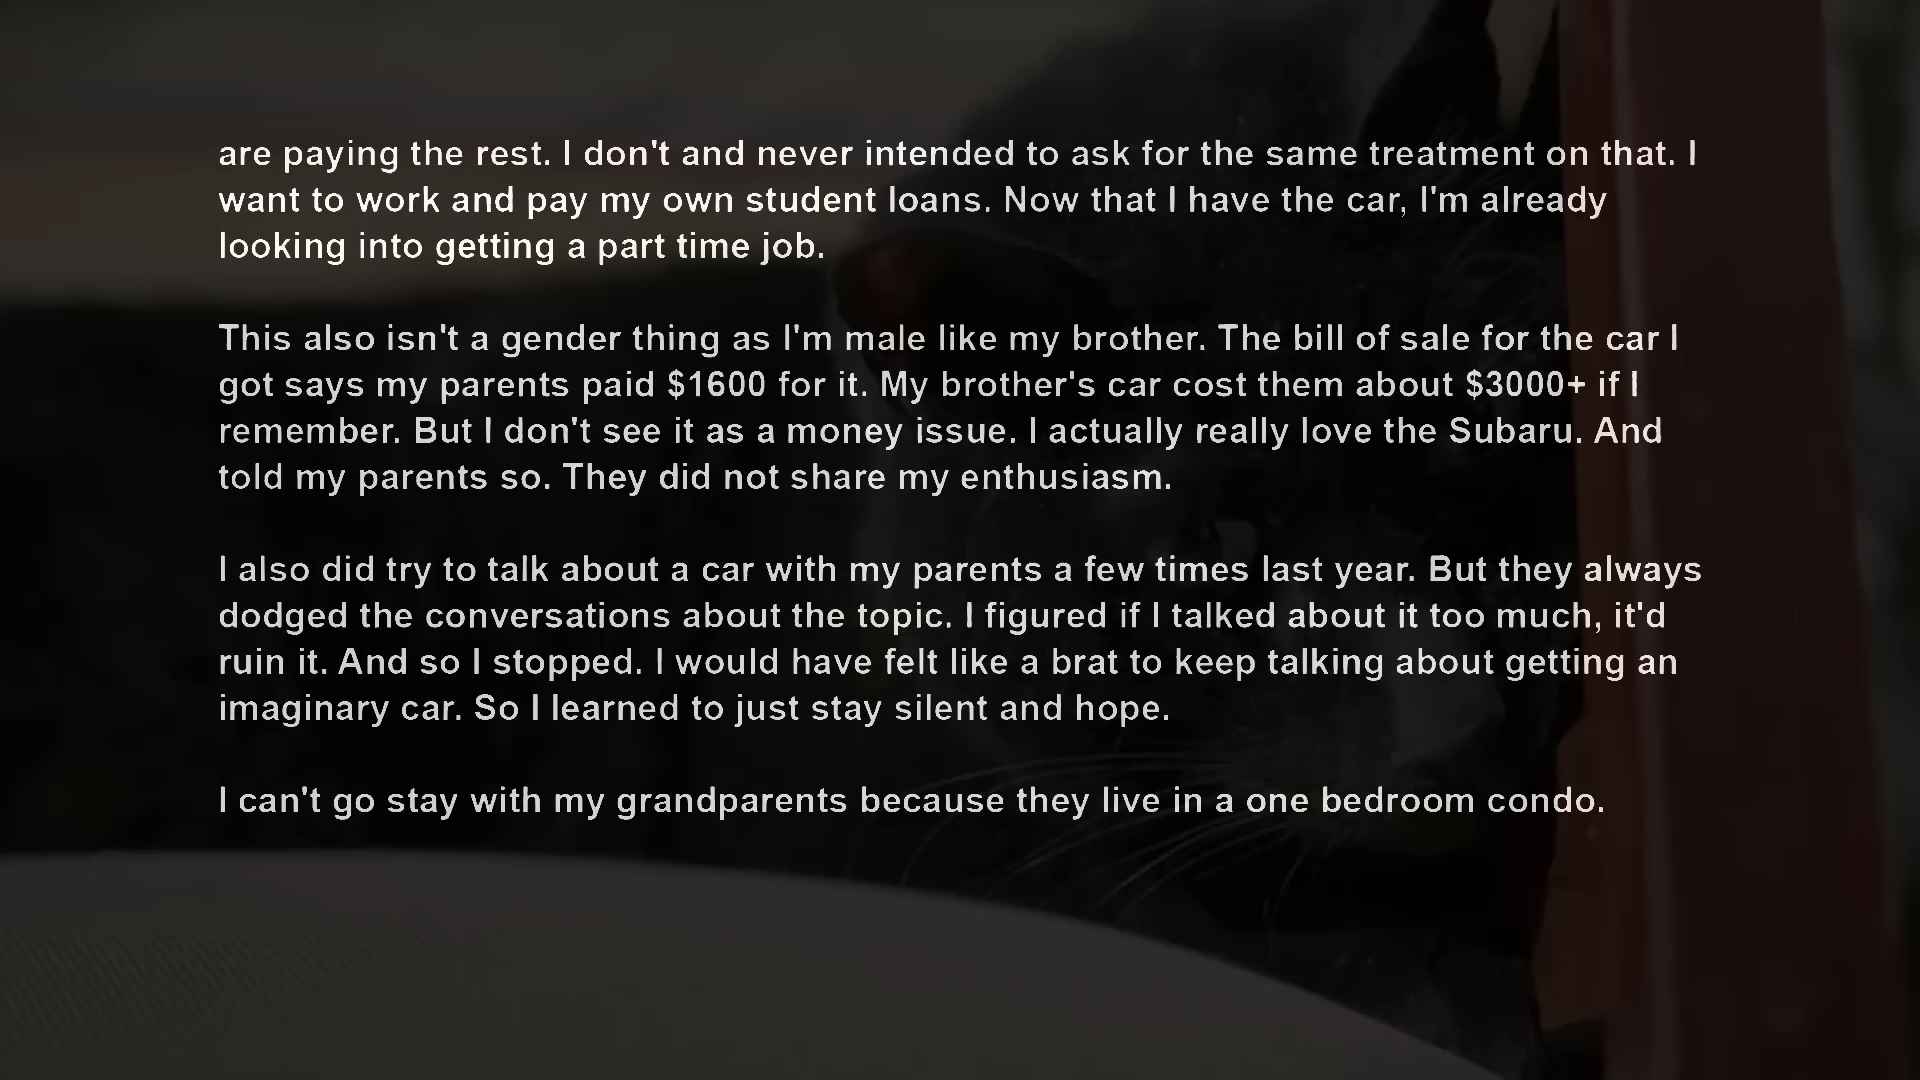 are paying the rest. I don't and never intended to ask for the same treatment on that. I
want to work and pay my own student loans. Now that I have the car, I'm already
looking into getting a part time job.
This also isn't a gender thing as I'm male like my brother. The bill of sale for the car I
got says my parents paid $1600 for it. My brother's car cost them about $3000+ if I
remember. But I don't see it as a money issue. I actually really love the Subaru. And
told my parents so. They did not share my enthusiasm.
I also did try to talk about a car with my parents a few times last year. But they always
dodged the conversations about the topic. I figured if I talked about it too much, it'd
ruin it. And so I stopped. I would have felt like a brat to keep talking about getting an
imaginary car. So I learned to just stay silent and hope.
I can't go stay with my grandparents because they live in a one bedroom condo.